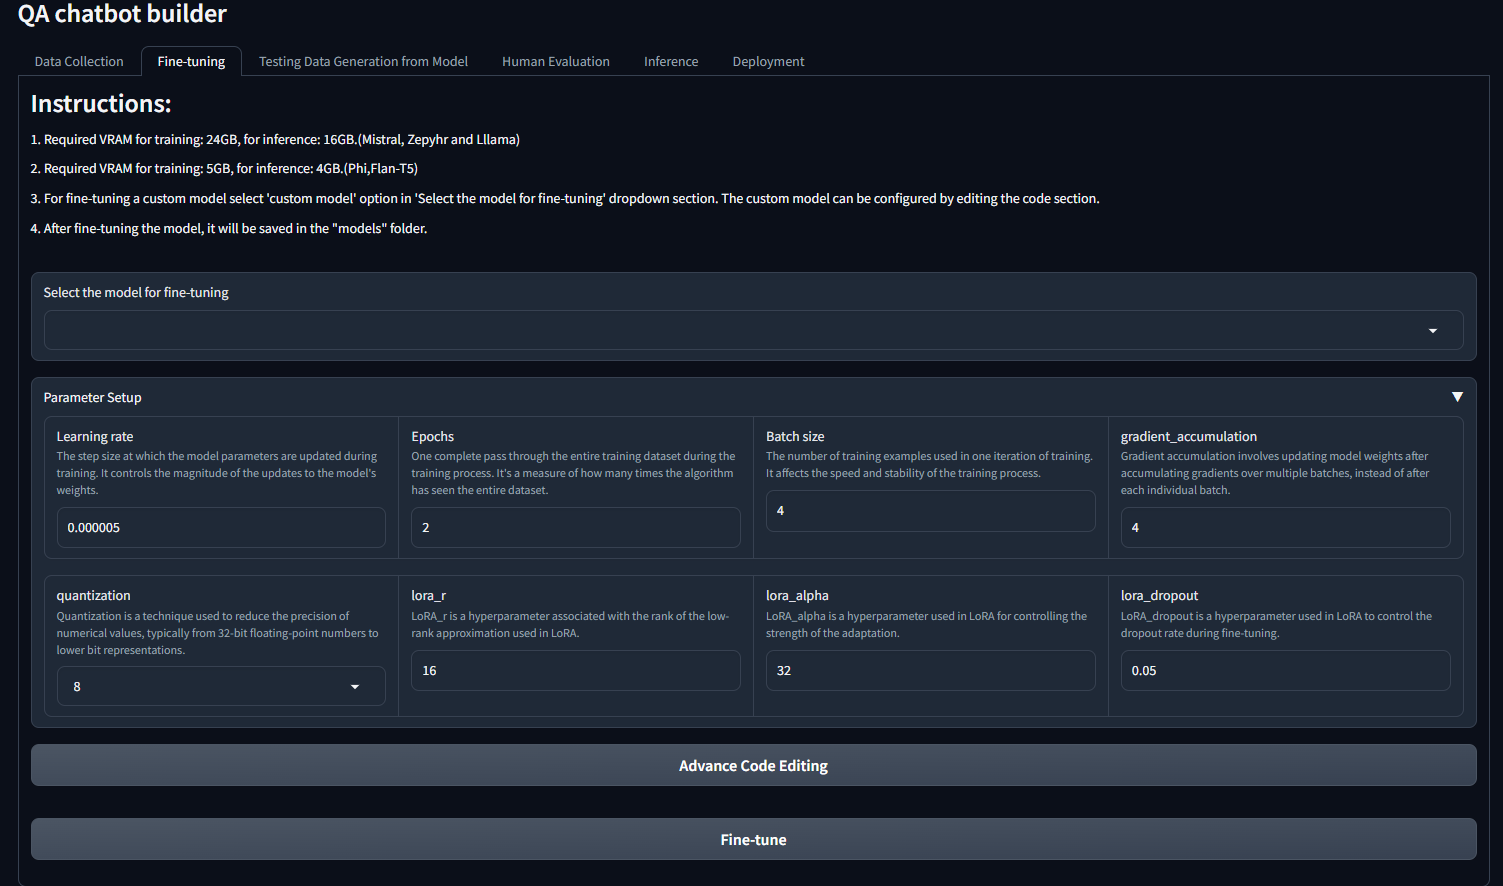 QA chatbot builder
Data Collection
Fine-tuning
Testing Data Generation from Model
Human Evaluation
Inference
Deployment
Instructions:
1. Required VRAM for training: 24GB, for inference: 16GB.(Mistral, Zepyhr and Lllama)
2. Required VRAM for training: 5GB, for inference: 4GB.(Phi,Flan-T5)
3. For fine-tuning a custom model select 'custom model' option in 'Select the model for fine-tuning' dropdown section. The custom model can be configured by editing the code section.
4. After fine-tuning the model, it will be saved in the "models" folder.
Select the model for fine-tuning
Parameter Setup
Learning rate
The step size at which the model parameters are updated during
training. It controls the magnitude of the updates to the model's
weights.
0.000005
Epochs
One complete pass through the entire training dataset during the
training process. It's a measure of how many times the algorithm
has seen the entire dataset.
2
Batch size
The number of training examples used in one iteration of training.
It affects the speed and stability of the training process.
4
gradient_accumulation
Gradient accumulation involves updating model weights after
accumulating gradients over multiple batches, instead of after
each individual batch.
4
quantization
Quantization is a technique used to reduce the precision of
numerical values, typically from 32-bit floating-point numbers to
lower bit representations.
8
lora_r
LoRA_r is a hyperparameter associated with the rank of the low-
rank approximation used in LoRA.
16
lora_alpha
LoRA_alpha is a hyperparameter used in LoRA for controlling the
strength of the adaptation.
32
lora_dropout
LoRA_dropout is a hyperparameter used in LoRA to control the
dropout rate during fine-tuning.
0.05
Advance Code Editing
Fine-tune